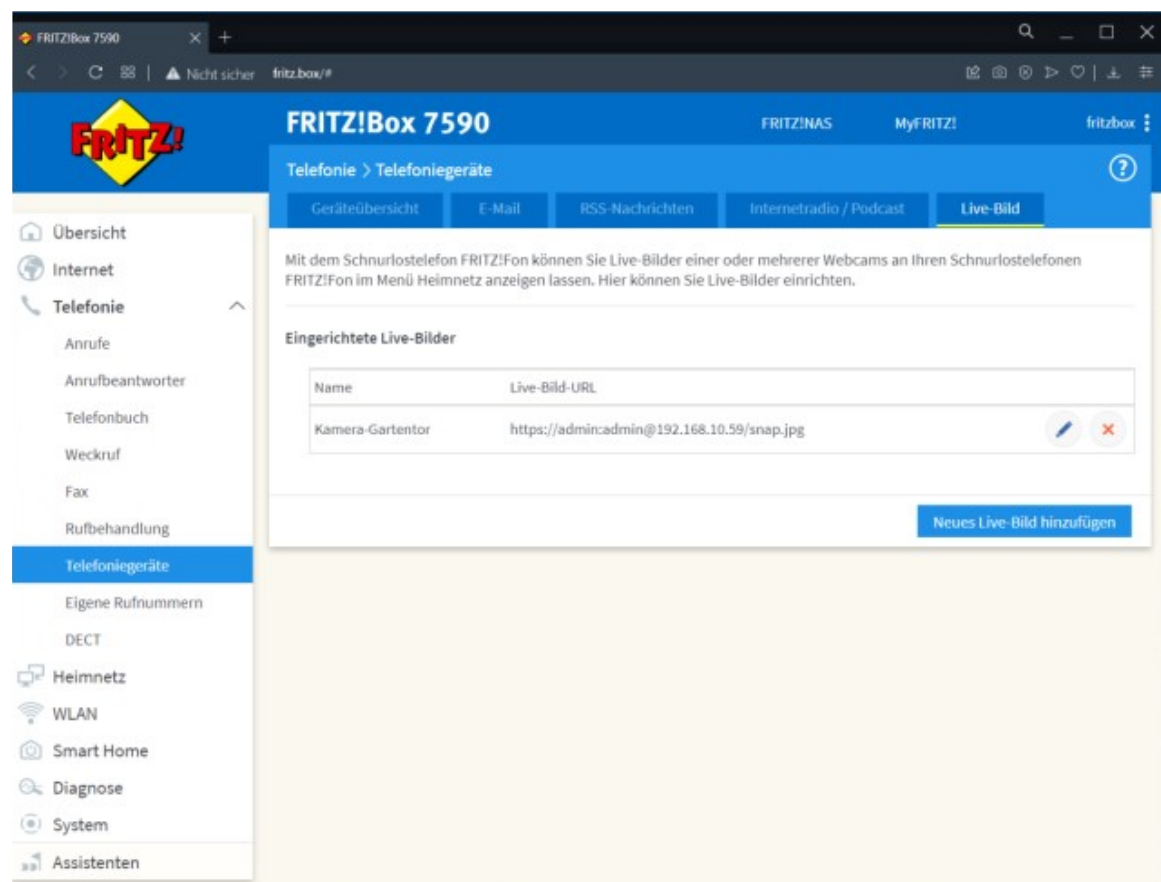 FRITZ!Box 7590
Nicht sicher fritz.box/#
FRITZ!
FRITZ!Box 7590
FRITZ!NAS
MyFRITZ!
fritzbox
Telefonie > Telefoniegeräte
Geräteübersicht
E-Mail
RSS-Nachrichten
Internetradio / Podcast
Live-Bild
Übersicht
Internet
Telefonie
Anrufe
Anrufbeantworter
Telefonbuch
Weckruf
Fax
Rufbehandlung
Telefoniegeräte
Eigene Rufnummern
DECT
Heimnetz
WLAN
Smart Home
Diagnose
System
Assistenten
Mit dem Schnurlostelefon FRITZ!Fon können Sie Live-Bilder einer oder mehrerer Webcams an Ihren Schnurlostelefonen
FRITZ!Fon im Menü Heimnetz anzeigen lassen. Hier können Sie Live-Bilder einrichten.
Eingerichtete Live-Bilder
Name Live-Bild-URL
Kamera-Gartentor https://admin:admin@192.168.10.59/snap.jpg
Neues Live-Bild hinzufügen